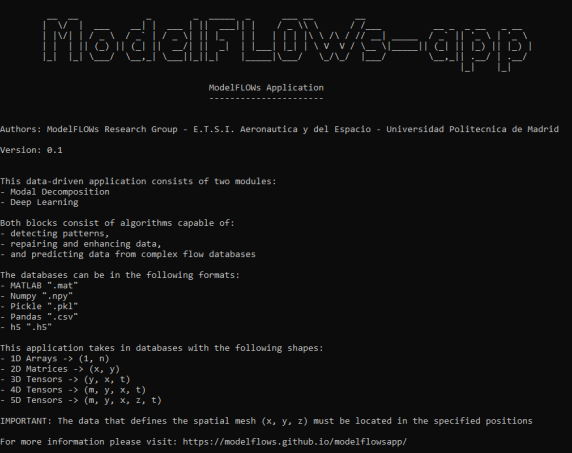 ModelFLOWs-app
ModelFLOWs Application
----------------------
Authors: ModelFLOWs Research Group - E.T.S.I. Aeronautica y del Espacio - Universidad Politecnica de Madrid
Version: 0.1
This data-driven application consists of two modules:
- Modal Decomposition
- Deep Learning
Both blocks consist of algorithms capable of:
- detecting patterns,
- repairing and enhancing data,
- and predicting data from complex flow databases
The databases can be in the following formats:
- MATLAB ".mat"
- Numpy ".npy"
- Pickle ".pkl"
- Pandas ".csv"
- h5 ".h5"
This application takes in databases with the following shapes:
- 1D Arrays -> (1, n)
- 2D Matrices -> (x, y)
- 3D Tensors -> (y, x, t)
- 4D Tensors -> (m, y, x, t)
- 5D Tensors -> (m, y, x, z, t)
IMPORTANT: The data that defines the spatial mesh (x, y, z) must be located in the specified positions
For more information please visit: https://modelflows.github.io/modelflowsapp/